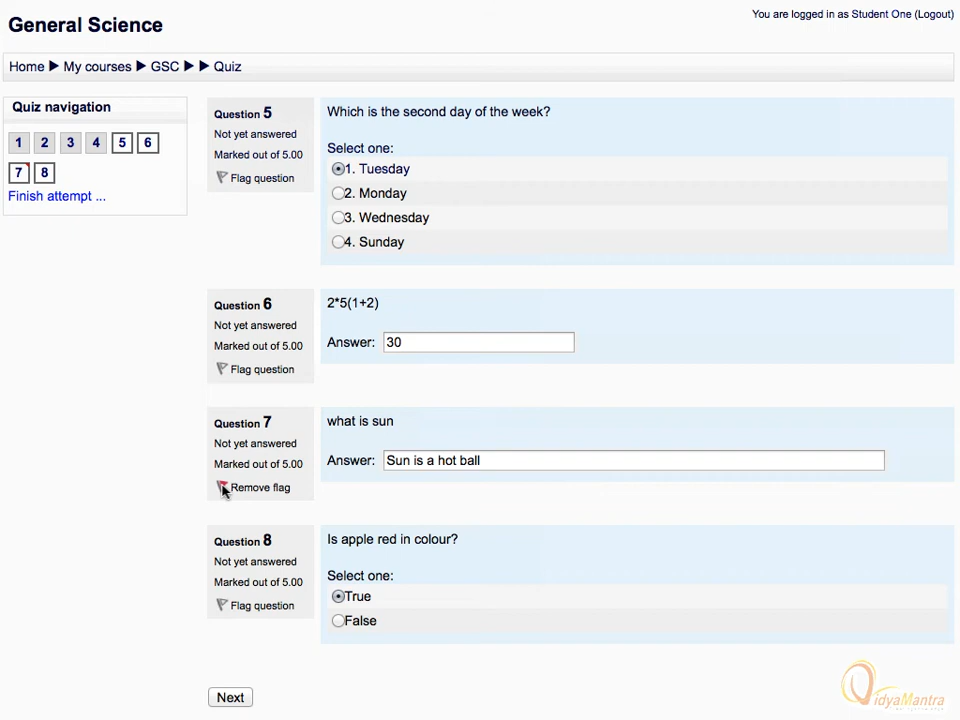 General Science
You are logged in as Student One (Logout)
Home ► My courses ► GSC ► ► Quiz
Quiz navigation
1 2 3 4 5 6
7 8
Finish attempt ...
Question 5
Not yet answered
Marked out of 5.00
Flag question
Which is the second day of the week?
Select one:
1. Tuesday
2. Monday
3. Wednesday
4. Sunday
Question 6
Not yet answered
Marked out of 5.00
Flag question
2*5(1+2)
Answer: 30
Question 7
Not yet answered
Marked out of 5.00
Remove flag
what is sun
Answer: Sun is a hot ball
Question 8
Not yet answered
Marked out of 5.00
Flag question
Is apple red in colour?
Select one:
True
False
Next
VidyaMantra